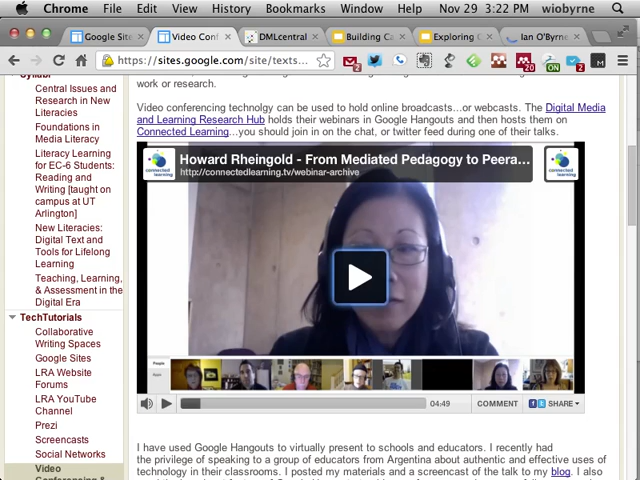 Chrome File Edit View History Bookmarks Window Help Nov 29 3:22 PM wiobyrne
Google Site Video Conf DMLcentral Building Ca Exploring Ian O'Byrne
https://sites.google.com/site/texts...
work or research.
Central Issues and
Research in New
Literacies
Foundations in
Media Literacy
Literacy Learning
for EC-6 Students:
Reading and
Writing [taught on
campus at UT
Arlington]
New Literacies:
Digital Text and
Tools for Lifelong
Learning
Teaching, Learning,
& Assessment in the
Digital Era
TechTutorials
Collaborative
Writing Spaces
Google Sites
LRA Website
Forums
LRA YouTube
Channel
Prezi
Screencasts
Social Networks
Video
Video conferencing technolgy can be used to hold online broadcasts...or webcasts. The Digital Media
and Learning Research Hub holds their webinars in Google Hangouts and then hosts them on
Connected Learning...you should join in on the chat, or twitter feed during one of their talks.
connected learning
Howard Rheingold - From Mediated Pedagogy to Peera...
http://connectedlearning.tv/webinar-archive
connected learning
04:49 COMMENT SHARE
I have used Google Hangouts to virtually present to schools and educators. I recently had
the privilege of speaking to a group of educators from Argentina about authentic and effective uses of
technology in their classrooms. I posted my materials and a screencast of the talk to my blog. I also